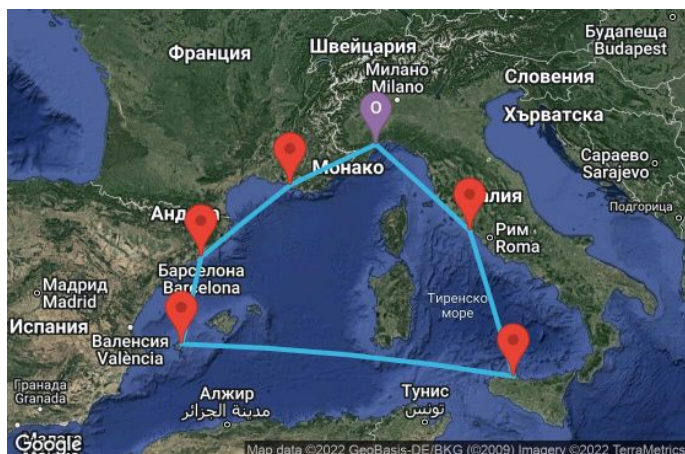 Будапеща
Budapest
Швейцария
Франция
Милано
Milano
Словения
O
Хърватска
Монако
Сараево
Sarajevo
алия
Подгорица
Рим
Roma
Барселона
Barcelona
Мадрид
Madrid
Тиренско
море
Испания
Валенсия
València
Гранада
Granada
Алжир
مدينة الجزائر
Тунис
تونس
Google
Map data ©2022 GeoBasis-DE/BKG (©2009) Imagery ©2022 TerraMetrics